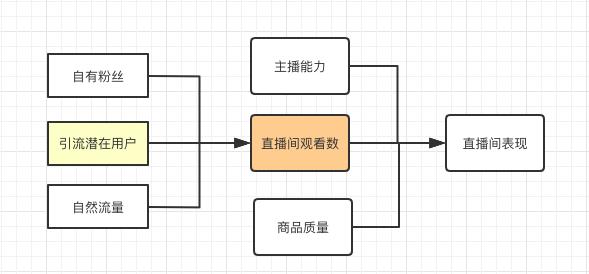 自有粉丝
引流潜在用户
自然流量
主播能力
直播间观看数
商品质量
直播间表现